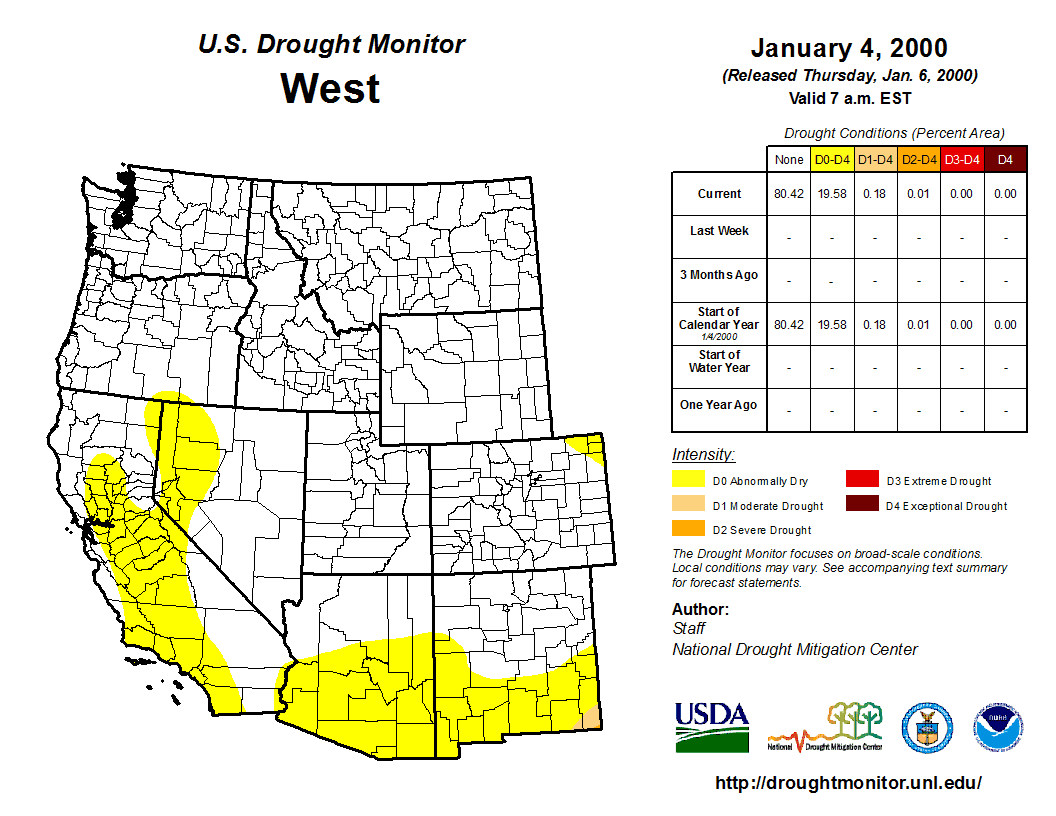 U.S. Drought Monitor
West
January 4, 2000
(Released Thursday, Jan. 6, 2000)
Valid 7 a.m. EST
Drought Conditions (Percent Area)
None D0-D4 D1-D4 D2-D4 D3-D4 D4
Current 80.42 19.58 0.18 0.01 0.00 0.00
Last Week - - - - - -
3 Months Ago - - - - - -
Start of
Calendar Year 80.42 19.58 0.18 0.01 0.00 0.00
1/4/2000
Start of
Water Year - - - - - -
One Year Ago - - - - - -
Intensity:
D0 Abnormally Dry D3 Extreme Drought
D1 Moderate Drought D4 Exceptional Drought
D2 Severe Drought
The Drought Monitor focuses on broad-scale conditions.
Local conditions may vary. See accompanying text summary
for forecast statements.
Author:
Staff
National Drought Mitigation Center
USDA
National Drought Mitigation Center
NOAA
http://droughtmonitor.unl.edu/